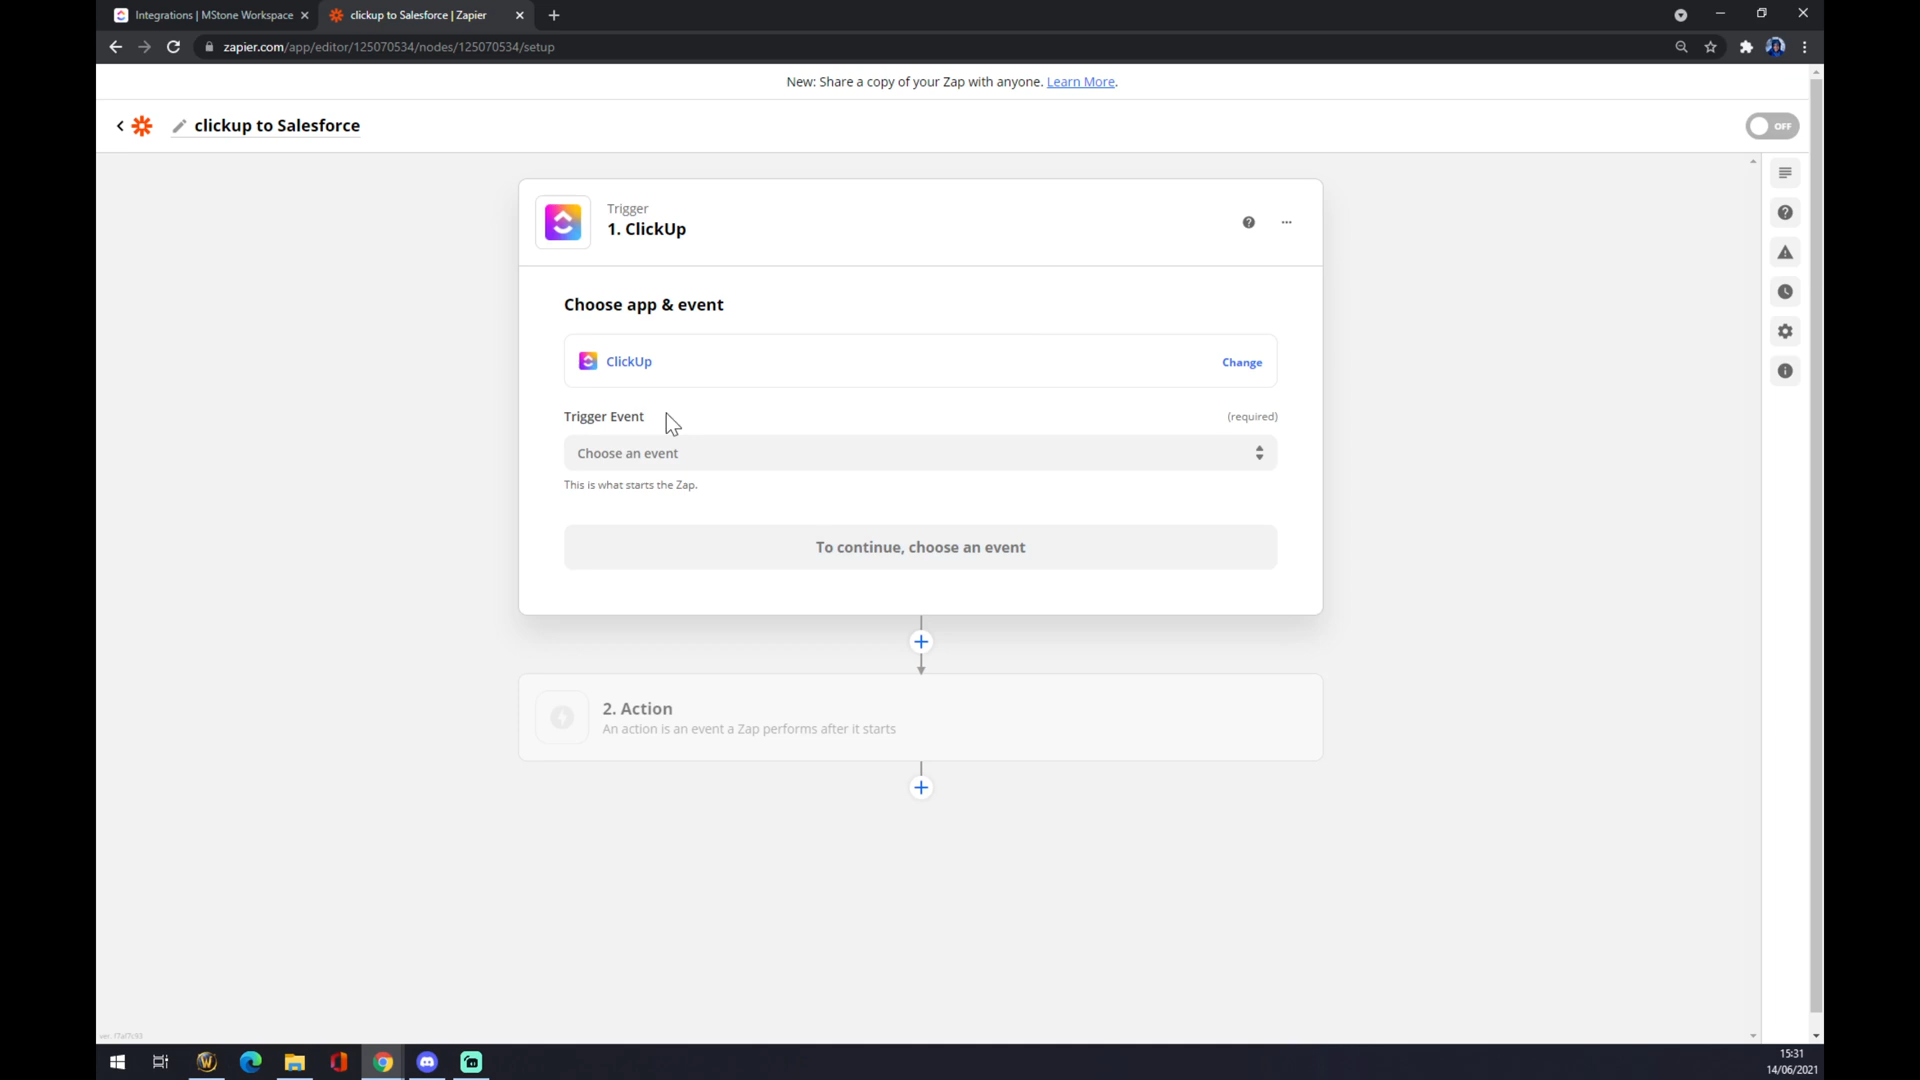 Integrations | MStone Workspace
clickup to Salesforce | Zapier
zapier.com/app/editor/125070534/nodes/125070534/setup
New: Share a copy of your Zap with anyone. Learn More.
clickup to Salesforce
OFF
Trigger
1. ClickUp
Choose app & event
ClickUp
Change
Trigger Event
(required)
Choose an event
This is what starts the Zap.
To continue, choose an event
2. Action
An action is an event a Zap performs after it starts
15:31
14/06/2021